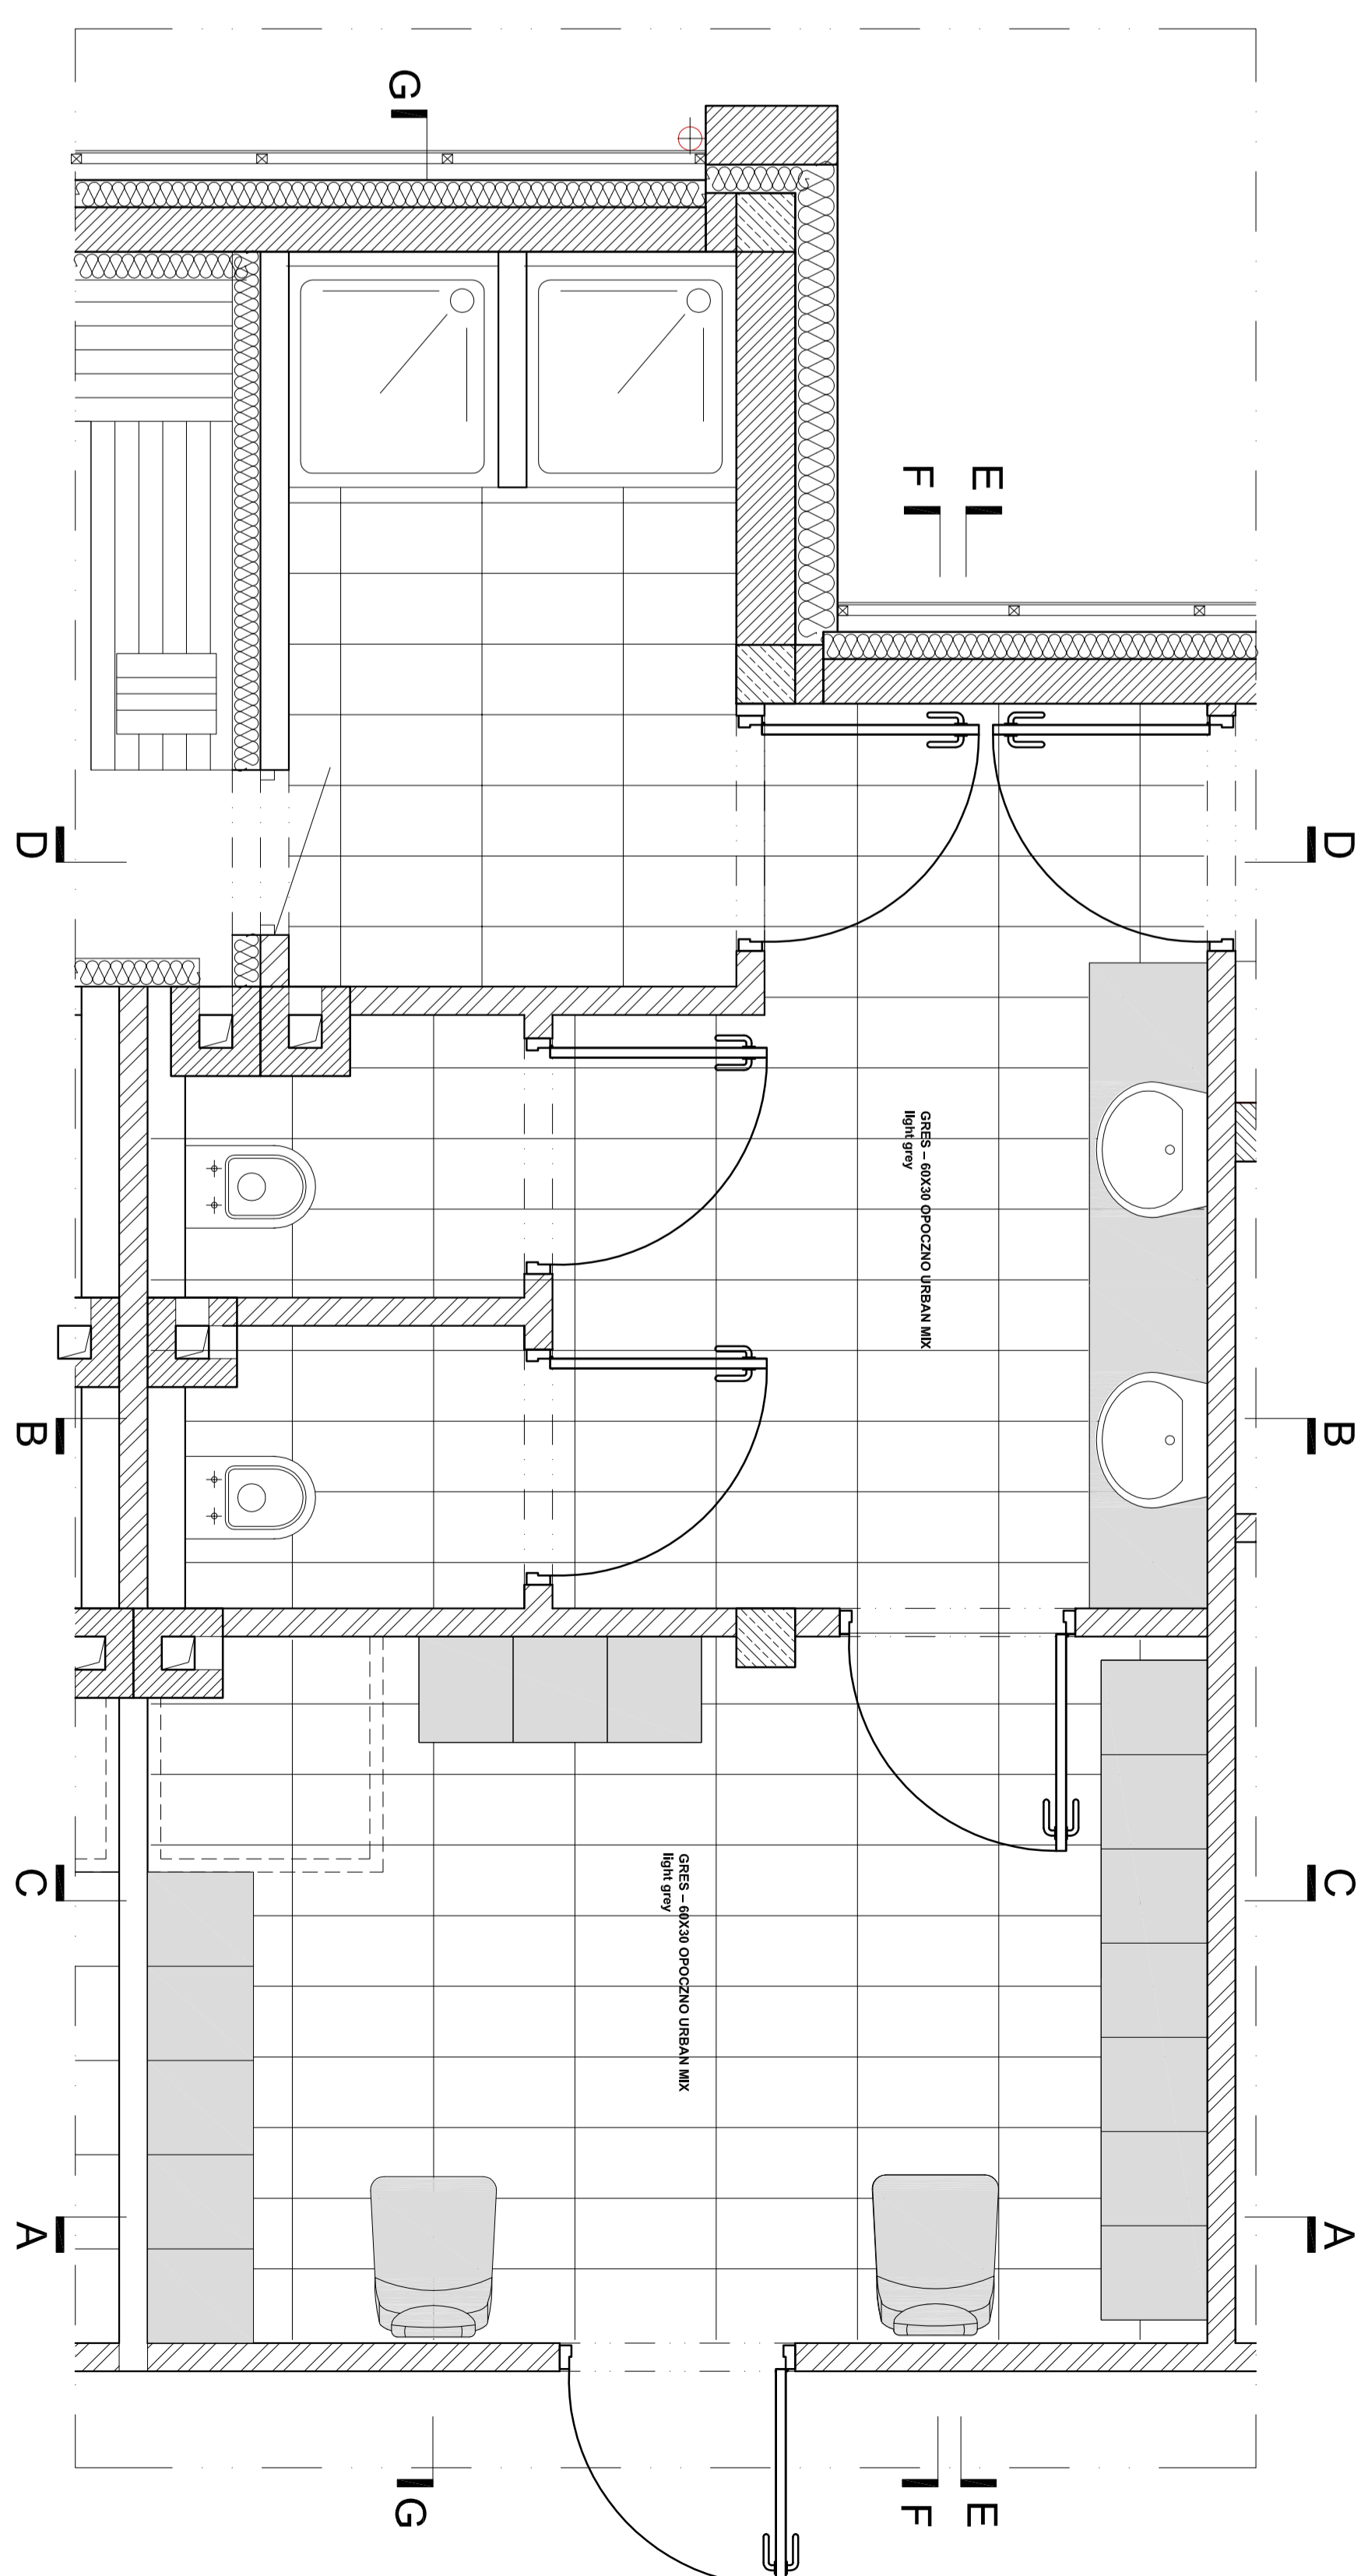 G
F
E
D
D
GRES – 60X30 OPOCZNO URBAN MIX
light grey
B
B
GRES – 60X30 OPOCZNO URBAN MIX
light grey
C
C
A
A
G
F
E